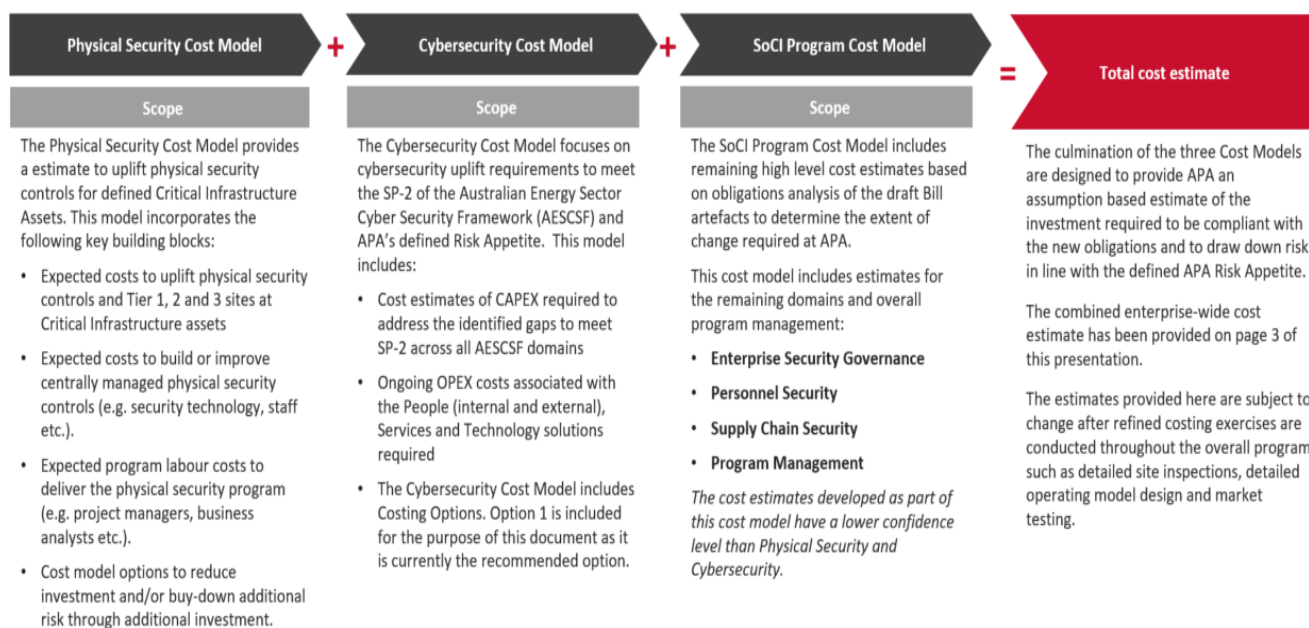 Physical Security Cost Model
+
Cybersecurity Cost Model
+
SoCI Program Cost Model
=
Total cost estimate
Scope
The Physical Security Cost Model provides
a estimate to uplift physical security
controls for defined Critical Infrastructure
Assets. This model incorporates the
following key building blocks:
• Expected costs to uplift physical security
controls and Tier 1, 2 and 3 sites at
Critical Infrastructure assets
• Expected costs to build or improve
centrally managed physical security
controls (e.g. security technology, staff
etc.).
• Expected program labour costs to
deliver the physical security program
(e.g. project managers, business
analysts etc.).
• Cost model options to reduce
investment and/or buy-down additional
risk through additional investment.
Scope
The Cybersecurity Cost Model focuses on
cybersecurity uplift requirements to meet
the SP-2 of the Australian Energy Sector
Cyber Security Framework (AESCSF) and
APA's defined Risk Appetite. This model
includes:
• Cost estimates of CAPEX required to
address the identified gaps to meet
SP-2 across all AESCSF domains
• Ongoing OPEX costs associated with
the People (internal and external),
Services and Technology solutions
required
• The Cybersecurity Cost Model includes
Costing Options. Option 1 is included
for the purpose of this document as it
is currently the recommended option.
Scope
The SoCI Program Cost Model includes
remaining high level cost estimates based
on obligations analysis of the draft Bill
artefacts to determine the extent of
change required at APA.
This cost model includes estimates for
the remaining domains and overall
program management:
• Enterprise Security Governance
• Personnel Security
• Supply Chain Security
• Program Management
The cost estimates developed as part of
this cost model have a lower confidence
level than Physical Security and
Cybersecurity.
The culmination of the three Cost Models
are designed to provide APA an
assumption based estimate of the
investment required to be compliant with
the new obligations and to draw down risk
in line with the defined APA Risk Appetite.
The combined enterprise-wide cost
estimate has been provided on page 3 of
this presentation.
The estimates provided here are subject to
change after refined costing exercises are
conducted throughout the overall program
such as detailed site inspections, detailed
operating model design and market
testing.